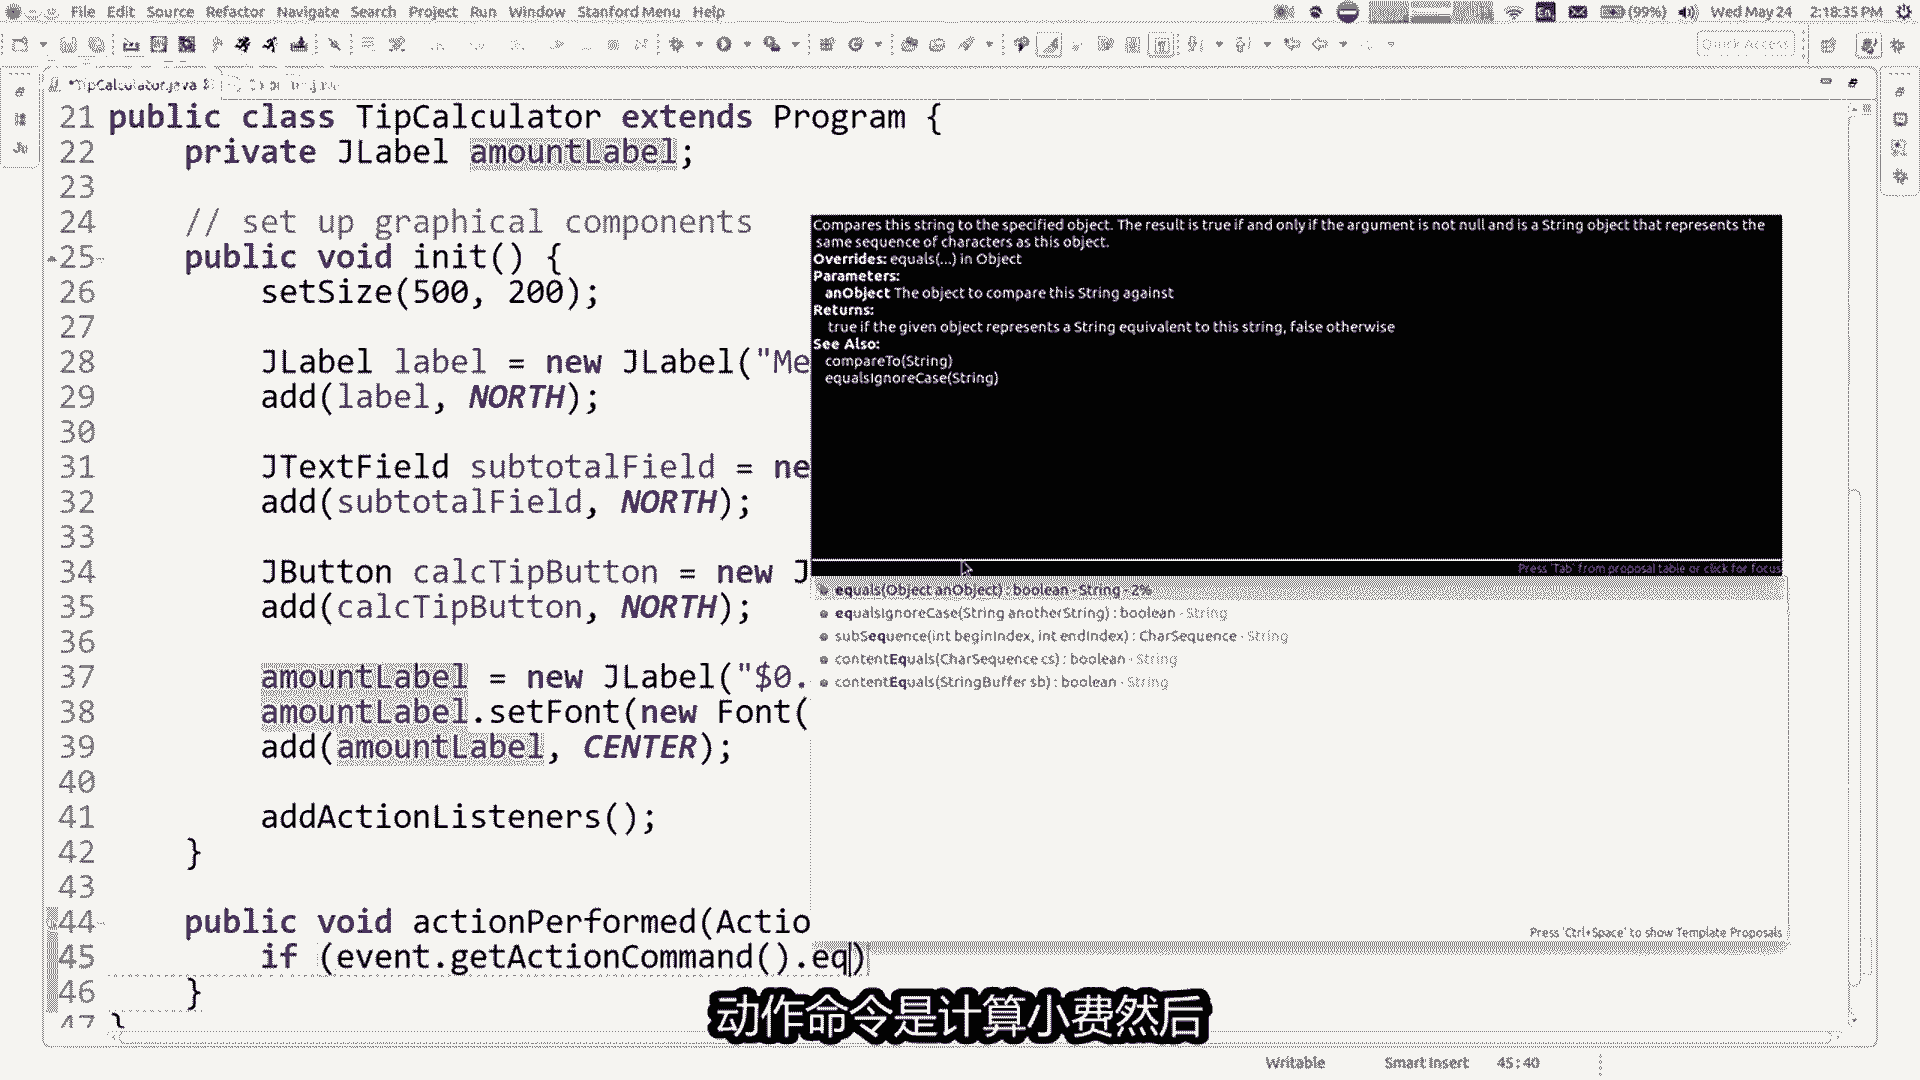 File Edit Source Refactor Navigate Search Project Run Window Stanford Menu Help
En (99%) Wed May 24 2:18:35 PM
Quick Access
*TipCalculator.java
21 public class TipCalculator extends Program {
22 private JLabel amountLabel;
23
24 // set up graphical components
25 public void init() {
26 setSize(500, 200);
27
28 JLabel label = new JLabel("Me
29 add(label, NORTH);
30
31 JTextField subtotalField = ne
32 add(subtotalField, NORTH);
33
34 JButton calcTipButton = new J
35 add(calcTipButton, NORTH);
36
37 amountLabel = new JLabel("$0.
38 amountLabel.setFont(new Font(
39 add(amountLabel, CENTER);
40
41 addActionListeners();
42 }
43
44 public void actionPerformed(Actio
45 if (event.getActionCommand().eq)
46 }
47 }
Compares this string to the specified object. The result is true if and only if the argument is not null and is a String object that represents the
same sequence of characters as this object.
Overrides: equals(...) in Object
Parameters:
anObject The object to compare this String against
Returns:
true if the given object represents a String equivalent to this string, false otherwise
See Also:
compareTo(String)
equalsIgnoreCase(String)
Press 'Tab' from proposal table or click for focus
equals(Object anObject) : boolean - String - 2%
equalsIgnoreCase(String anotherString) : boolean - String
subSequence(int beginIndex, int endIndex) : CharSequence - String
contentEquals(CharSequence cs) : boolean - String
contentEquals(StringBuffer sb) : boolean - String
Press 'Ctrl+Space' to show Template Proposals
动作命令是计算小费然后
Writable Smart Insert 45 : 40